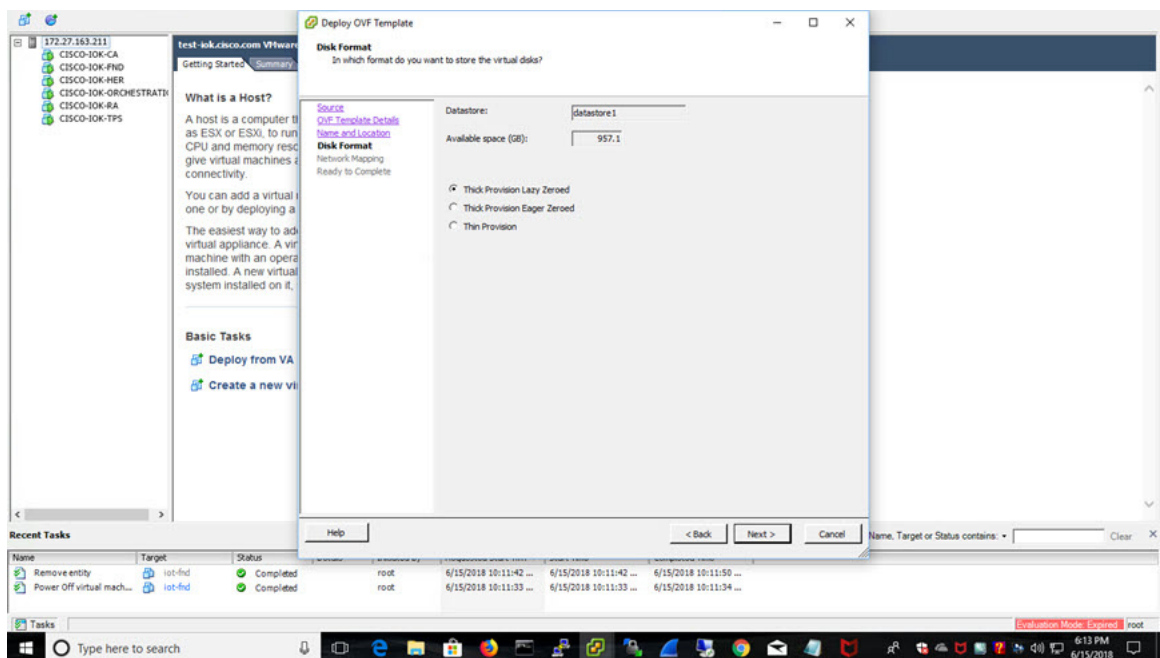 Deploy OVF Template
172.27.163.211
CISCO-IOK-CA
CISCO-IOK-FND
CISCO-IOK-HER
CISCO-IOK-ORCHESTRATI
CISCO-IOK-RA
CISCO-IOK-TPS
test-iok.cisco.com VMware
Getting Started
Summary
What is a Host?
A host is a computer t
as ESX or ESXi, to run
CPU and memory reso
give virtual machines a
connectivity.
You can add a virtual
one or by deploying a
The easiest way to ad
virtual appliance. A vir
machine with an opera
installed. A new virtual
system installed on it,
Basic Tasks
Deploy from VA
Create a new vi
Disk Format
In which format do you want to store the virtual disks?
Source
OVF Template Details
Name and Location
Disk Format
Network Mapping
Ready to Complete
Datastore:
datastore1
Available space (GB):
957.1
Thick Provision Lazy Zeroed
Thick Provision Eager Zeroed
Thin Provision
Help
< Back
Next >
Cancel
Recent Tasks
Name, Target or Status contains:
Clear
Name Target Status
Remove entity iot-fnd Completed root 6/15/2018 10:11:42 ... 6/15/2018 10:11:42 ... 6/15/2018 10:11:50 ...
Power Off virtual mach... iot-fnd Completed root 6/15/2018 10:11:33 ... 6/15/2018 10:11:33 ... 6/15/2018 10:11:34 ...
Tasks
Evaluation Mode: Expired
root
Type here to search
6:13 PM
6/15/2018